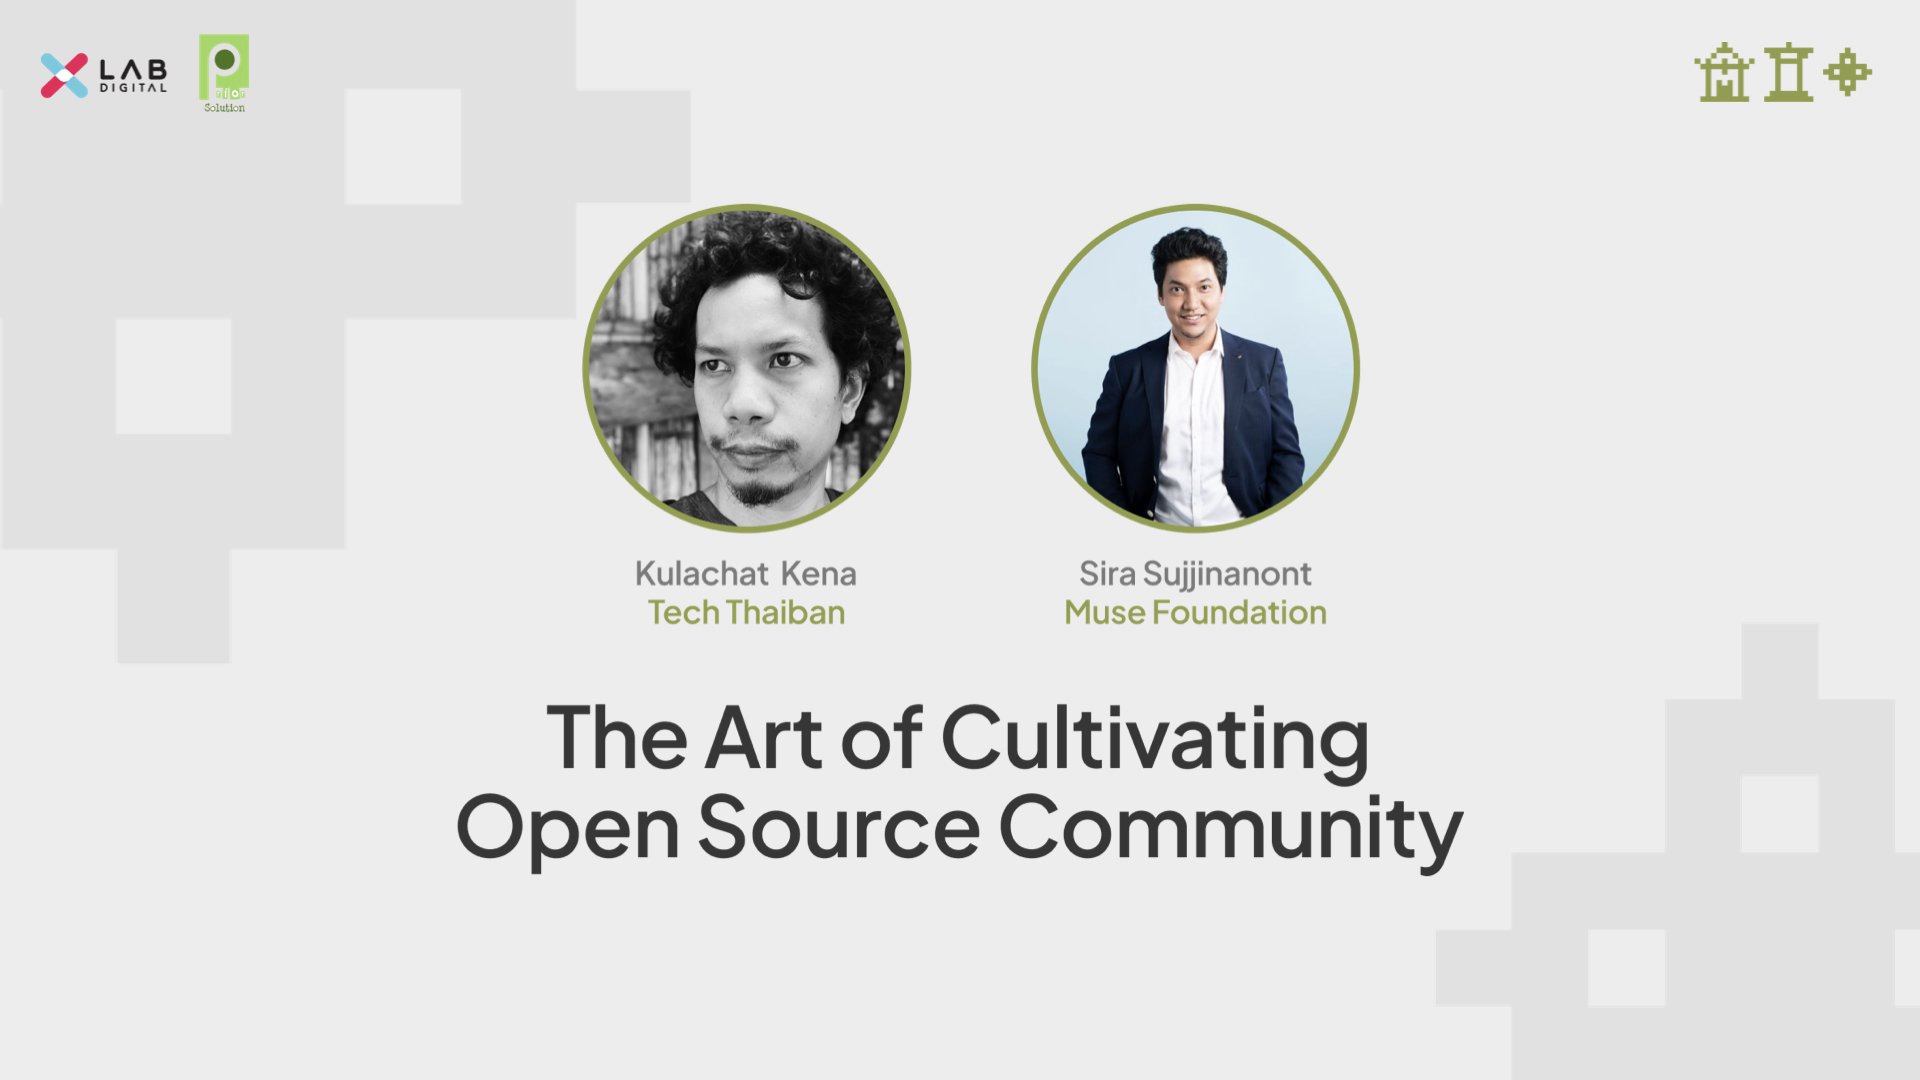 LAB
DIGITAL
Solution
Kulachat Kena
Tech Thaiban
Sira Sujjinanont
Muse Foundation
The Art of Cultivating
Open Source Community